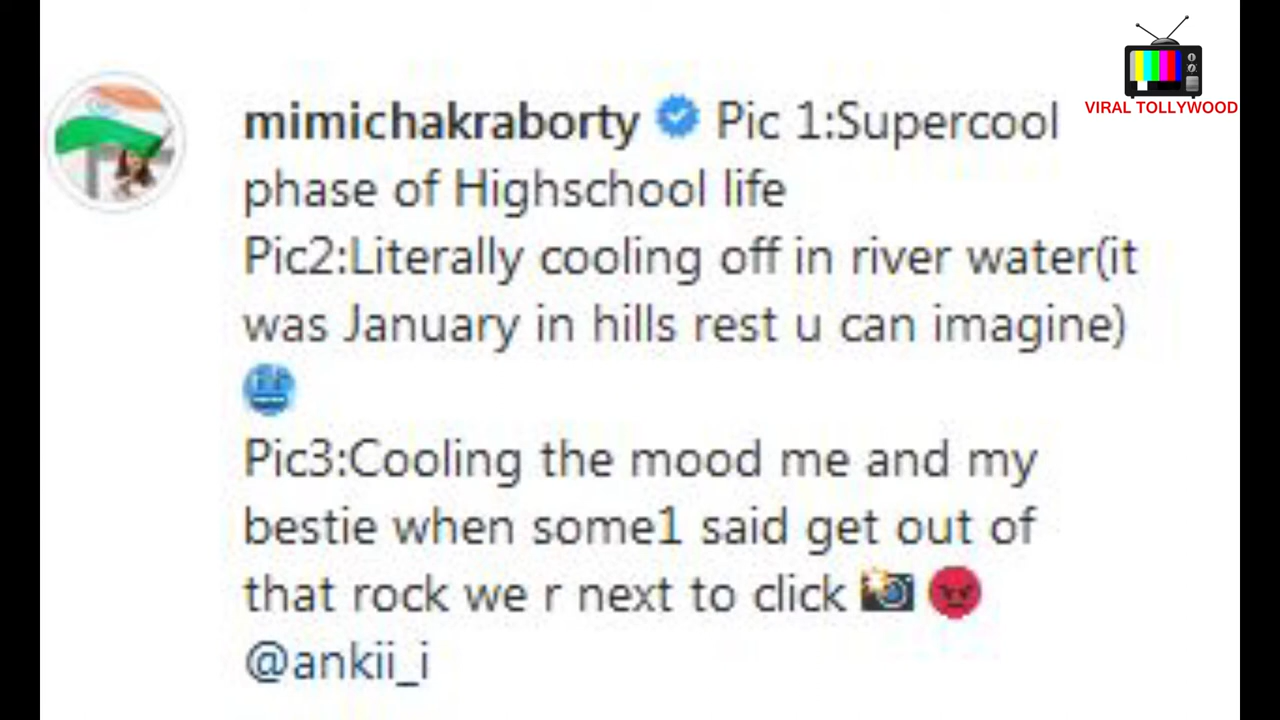 VIRAL TOLLYWOOD
mimichakraborty Pic 1:Supercool
phase of Highschool life
Pic2:Literally cooling off in river water(it
was January in hills rest u can imagine)
🥶
Pic3:Cooling the mood me and my
bestie when some1 said get out of
that rock we r next to click 📸 😡
@ankii_i